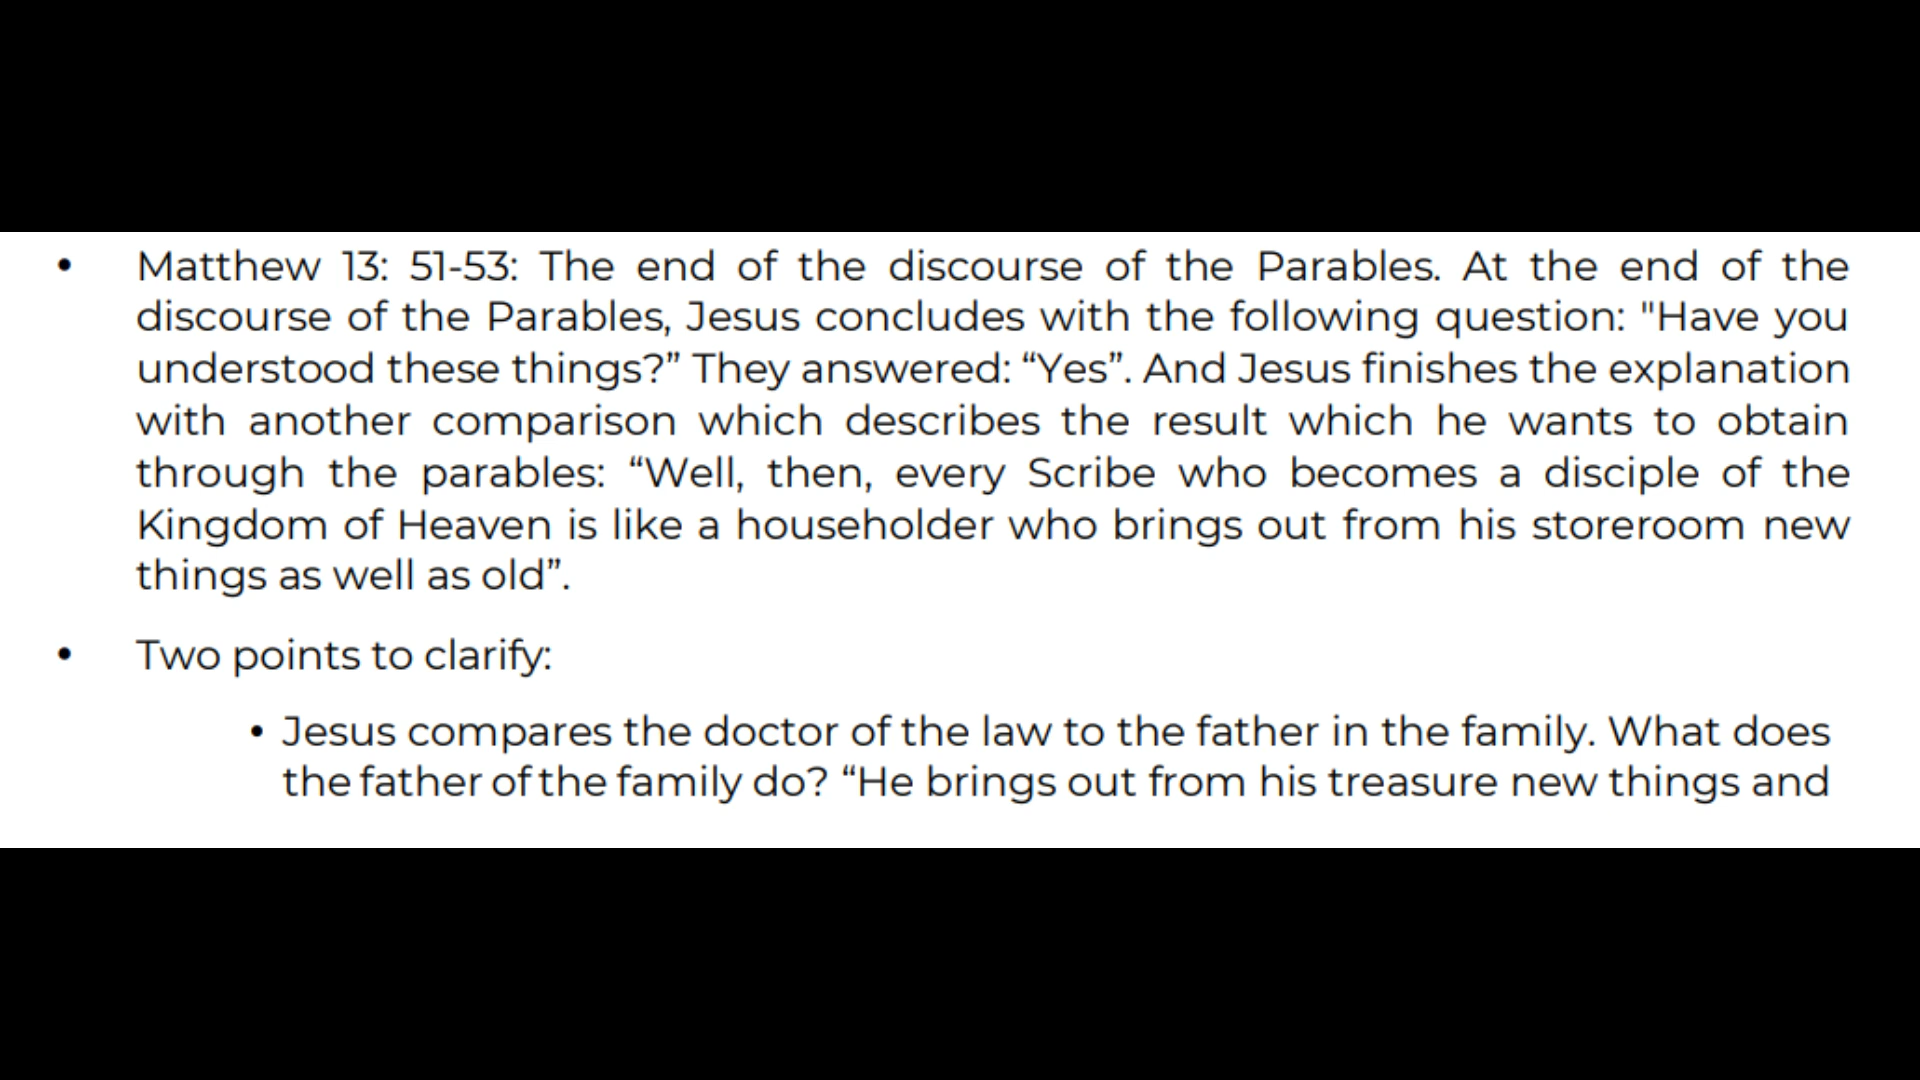 • Matthew 13: 51-53: The end of the discourse of the Parables. At the end of the
discourse of the Parables, Jesus concludes with the following question: "Have you
understood these things?” They answered: “Yes”. And Jesus finishes the explanation
with another comparison which describes the result which he wants to obtain
through the parables: “Well, then, every Scribe who becomes a disciple of the
Kingdom of Heaven is like a householder who brings out from his storeroom new
things as well as old”.
• Two points to clarify:
• Jesus compares the doctor of the law to the father in the family. What does
the father of the family do? “He brings out from his treasure new things and